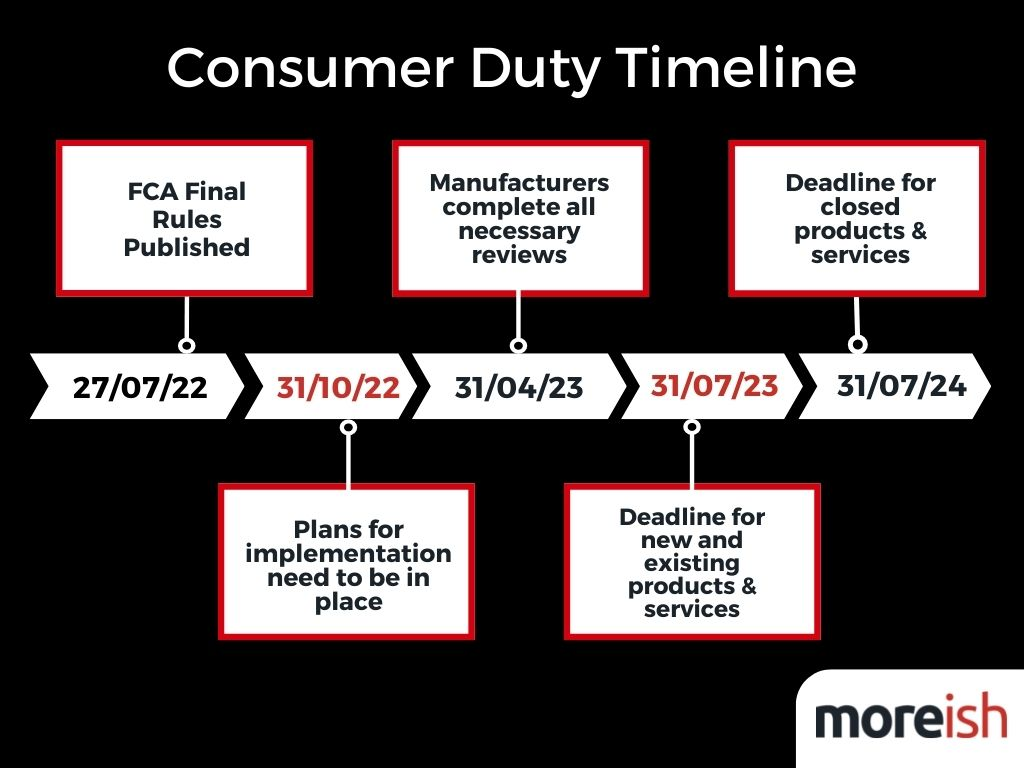 Consumer Duty Timeline
FCA Final
Rules
Published
Manufacturers
complete all
necessary
reviews
Deadline for
closed
products &
services
27/07/22
31/10/22
31/04/23
31/07/23
31/07/24
Plans for
implementation
need to be in
place
Deadline for
new and
existing
products &
services
moreish